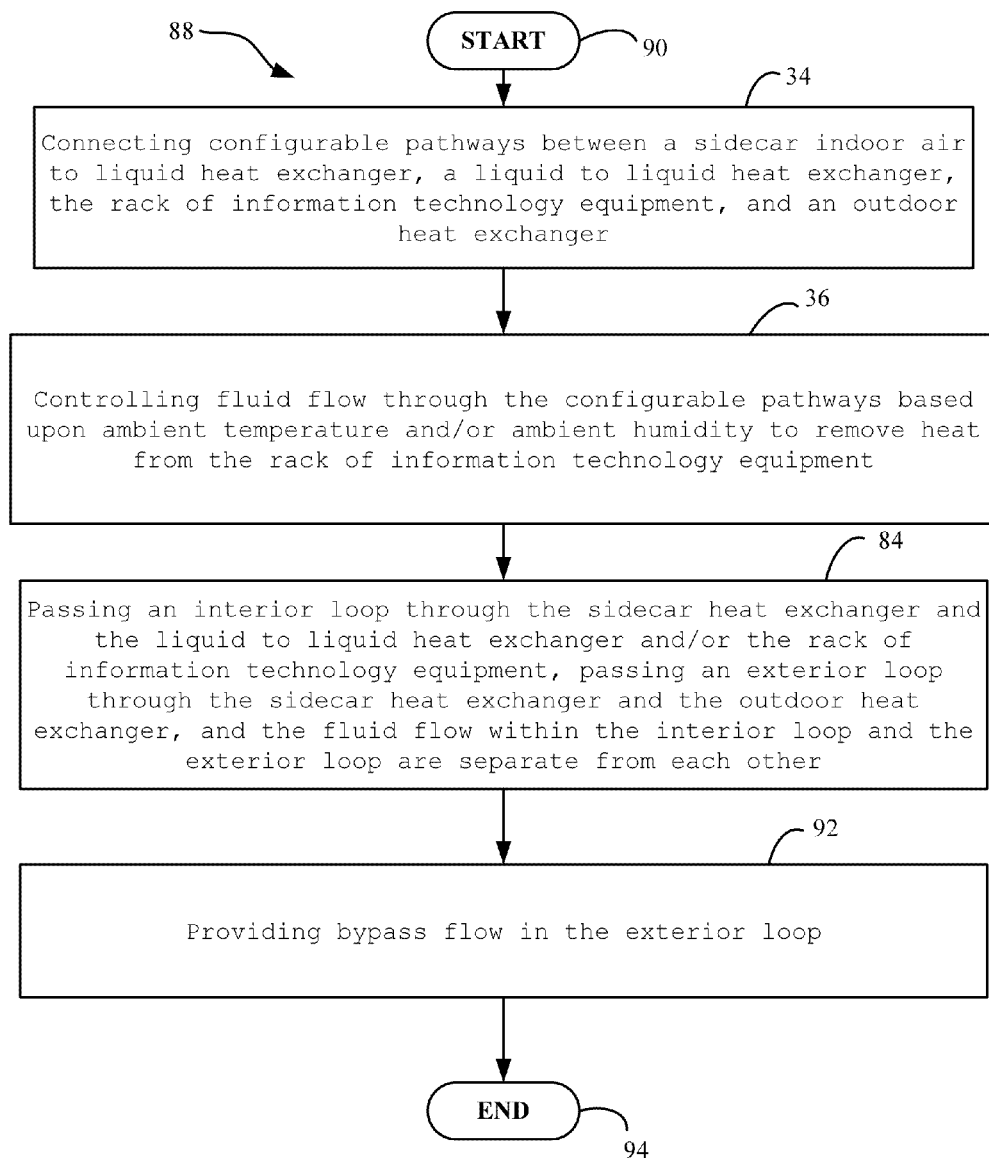 88
START
90
34
Connecting configurable pathways between a sidecar indoor air
to liquid heat exchanger, a liquid to liquid heat exchanger,
the rack of information technology equipment, and an outdoor
heat exchanger
36
Controlling fluid flow through the configurable pathways based
upon ambient temperature and/or ambient humidity to remove heat
from the rack of information technology equipment
84
Passing an interior loop through the sidecar heat exchanger and
the liquid to liquid heat exchanger and/or the rack of
information technology equipment, passing an exterior loop
through the sidecar heat exchanger and the outdoor heat
exchanger, and the fluid flow within the interior loop and the
exterior loop are separate from each other
92
Providing bypass flow in the exterior loop
END
94